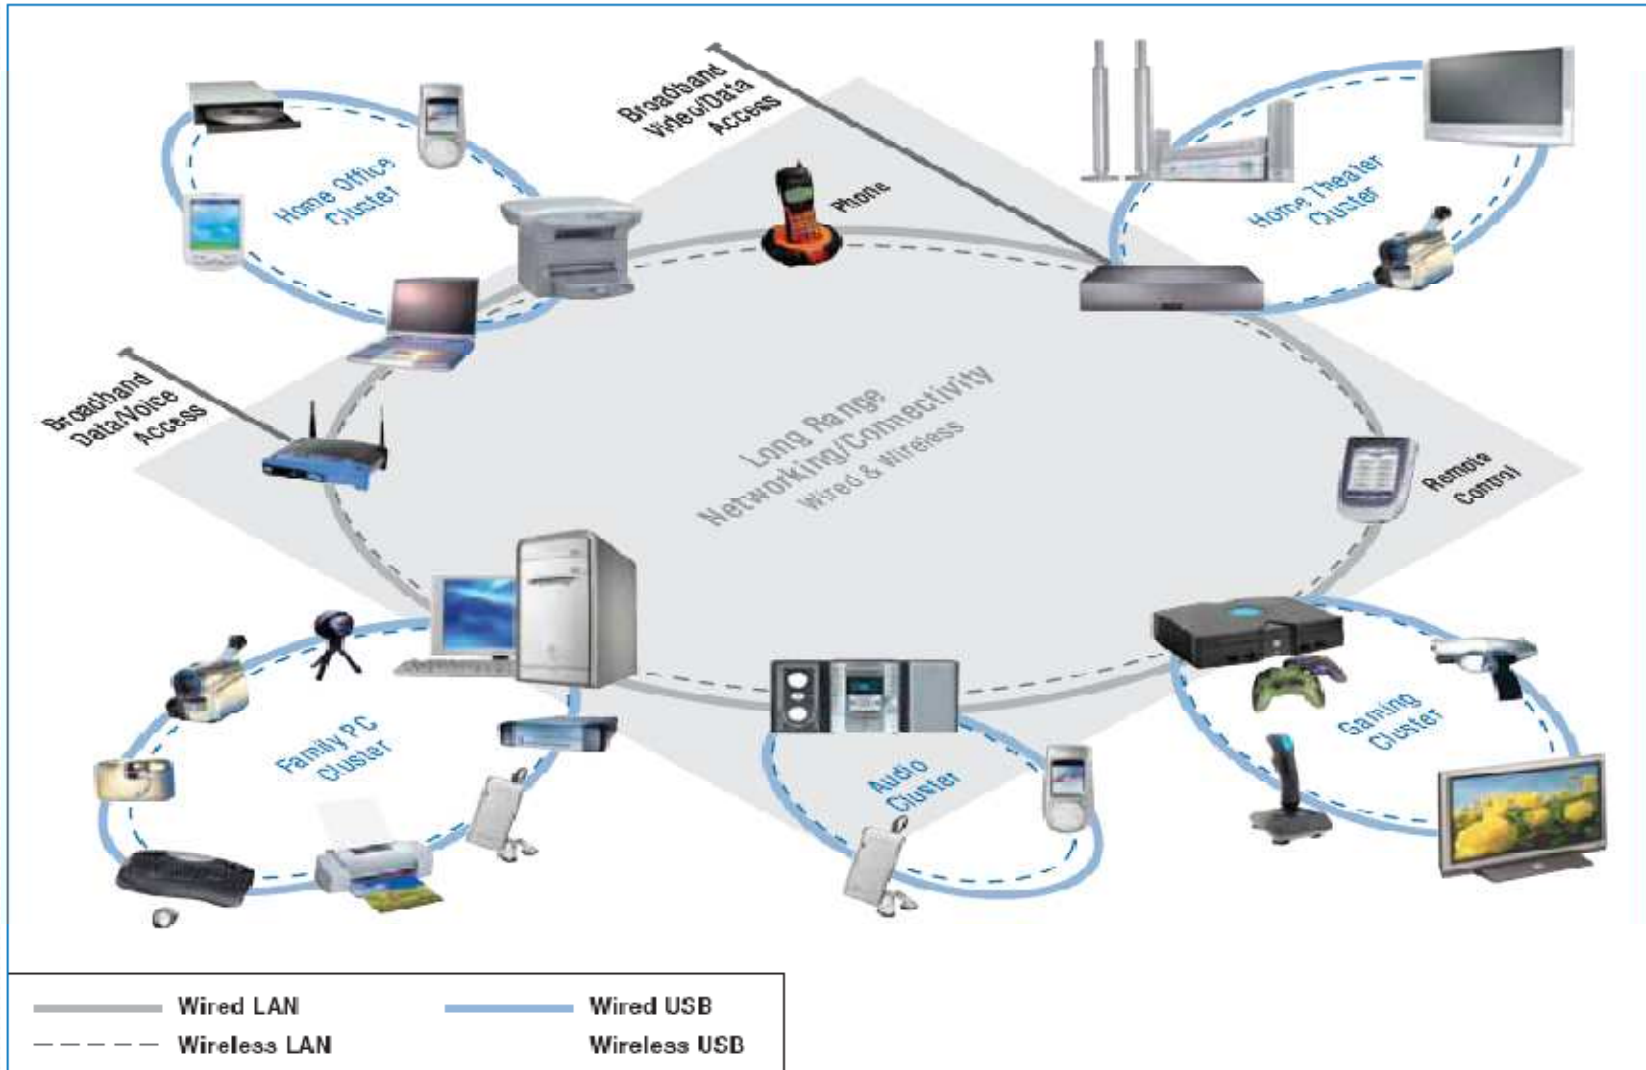 Broadband
Video/Data
Access
Home Office
Cluster
Phone
Home Theater
Cluster
Broadband
Data/Voice
Access
Long Range
Networking/Connectivity
Wired & Wireless
Remote
Control
Family PC
Cluster
Audio
Cluster
Gaming
Cluster
Wired LAN
Wired USB
Wireless LAN
Wireless USB